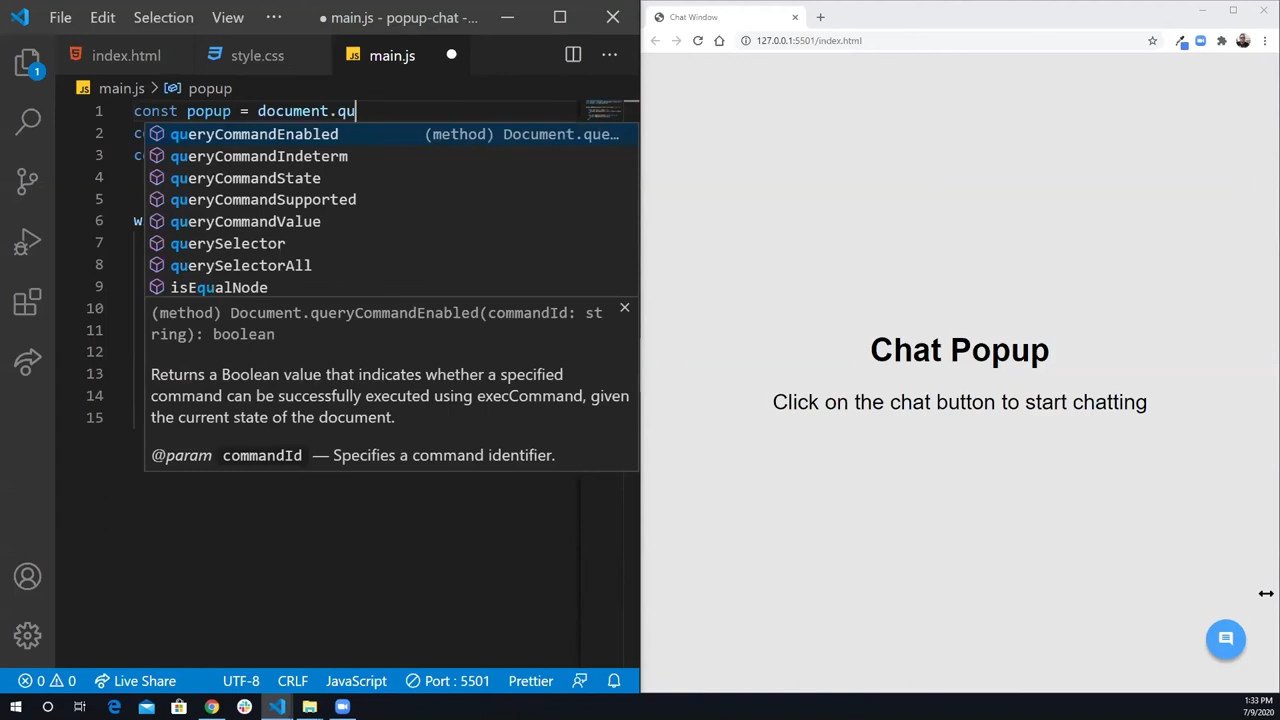 File Edit Selection View
● main.js - popup-chat -...
index.html style.css JS main.js
JS main.js > popup
1 const popup = document.qu
2 c
3 c
4
5
6 w
7
8
9
10
11
12
13
14
15
queryCommandEnabled (method) Document.que...
queryCommandIndeterm
queryCommandState
queryCommandSupported
queryCommandValue
querySelector
querySelectorAll
isEqualNode
(method) Document.queryCommandEnabled(commandId: st
ring): boolean
Returns a Boolean value that indicates whether a specified
command can be successfully executed using execCommand, given
the current state of the document.
@param commandId — Specifies a command identifier.
1
0 0 Live Share UTF-8 CRLF JavaScript Port : 5501 Prettier
Chat Window
127.0.0.1:5501/index.html
Chat Popup
Click on the chat button to start chatting
1:33 PM
7/9/2020